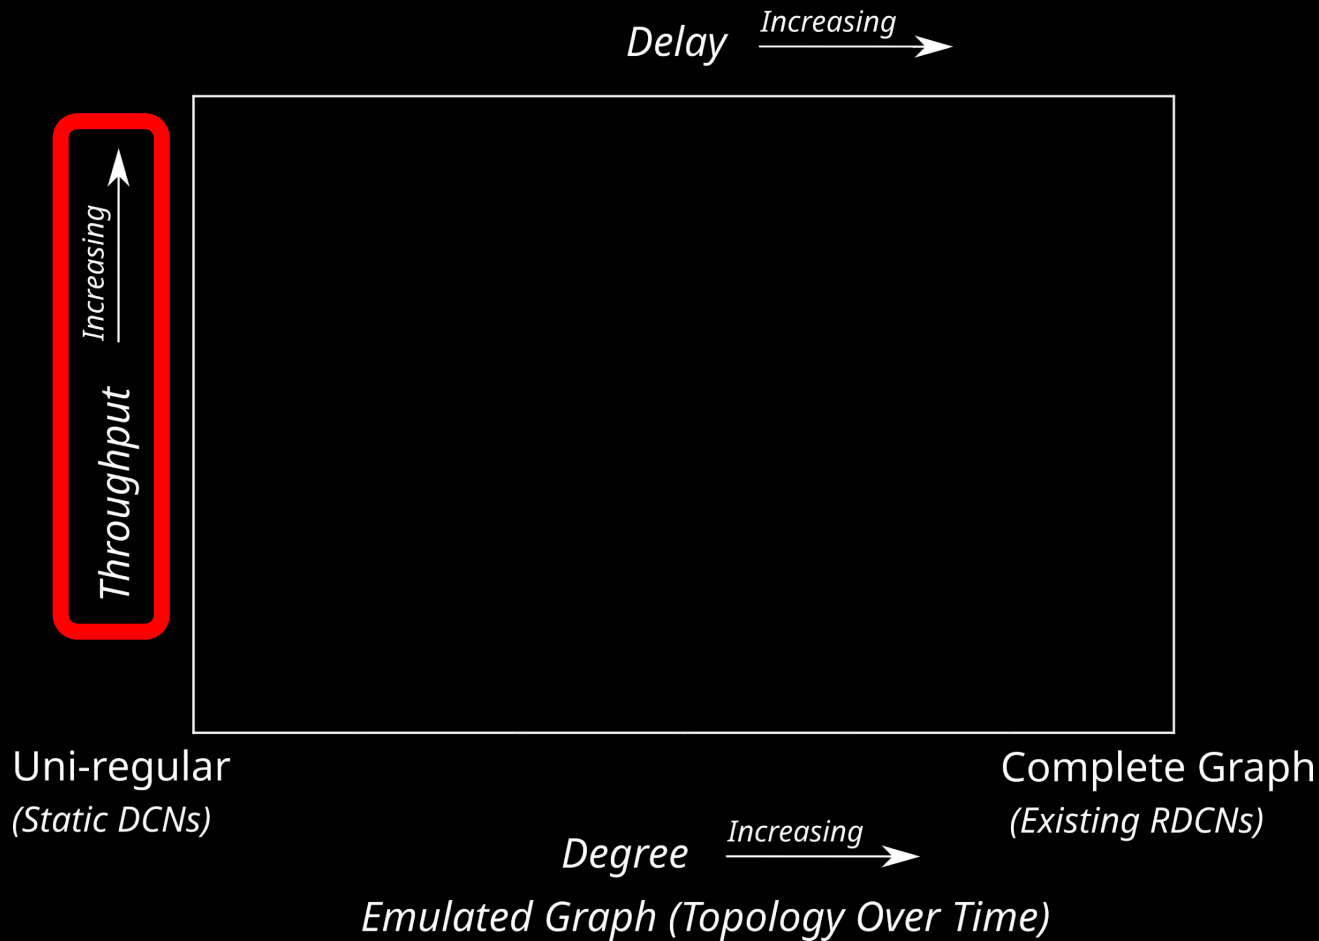 Delay
Increasing
Increasing
Throughput
Uni-regular
(Static DCNs)
Complete Graph
(Existing RDCNs)
Degree
Increasing
Emulated Graph (Topology Over Time)